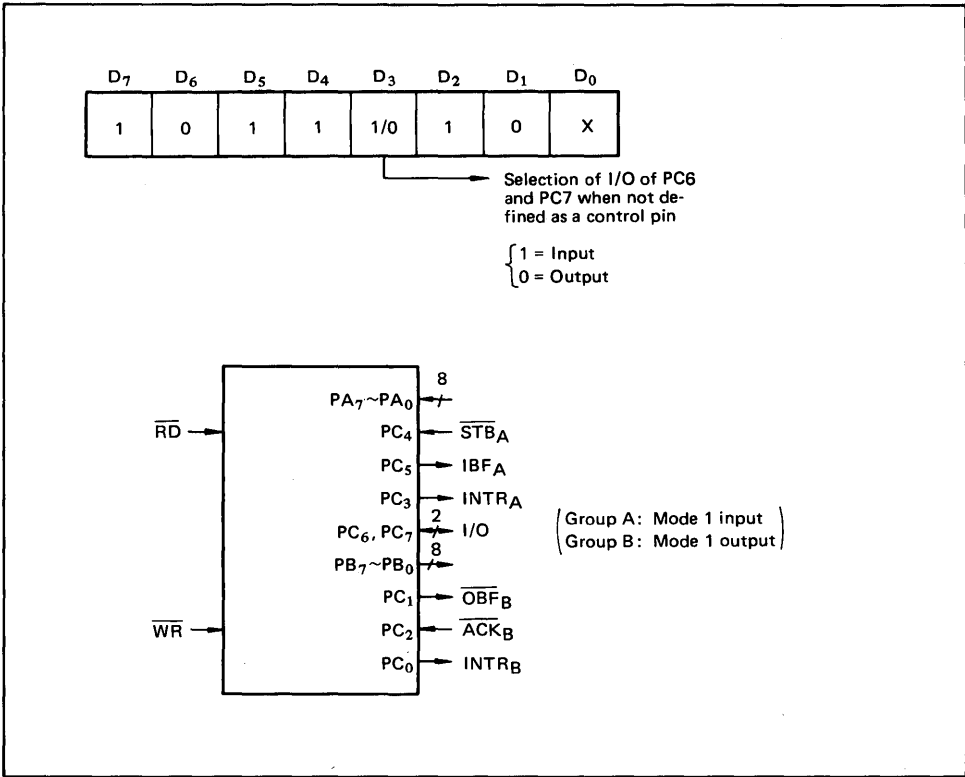 D7 D6 D5 D4 D3 D2 D1 D0
1 0 1 1 1/0 1 0 X
Selection of I/O of PC6
and PC7 when not de-
fined as a control pin
1 = Input
0 = Output
8
PA7~PA0
RD
PC4 STBA
PC5 IBFA
PC3 INTRA
2
PC6, PC7 I/O
(Group A: Mode 1 input
Group B: Mode 1 output)
8
PB7~PB0
PC1 OBFB
WR
PC2 ACKB
PC0 INTRB